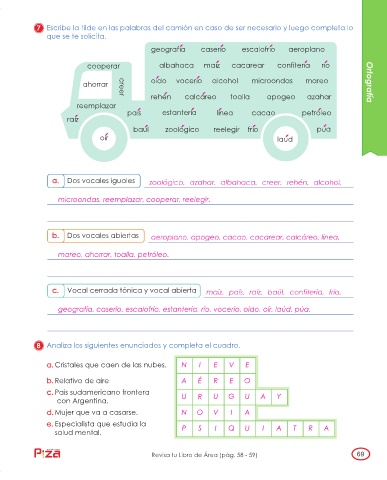 7 Escribe la tilde en las palabras del camión en caso de ser necesario y luego completa lo
que se te solicita.
geografía caserío escalofrío aeroplano
cooperar albahaca maíz cacarear confitería río
ahorrar creer oído vocerío alcohol microondas mareo
rehén calcáreo toalla apogeo azahar
reemplazar
raíz país estantería línea cacao petróleo
baúl zoológico reelegir frío púa
oír laúd
Ortografía
a. Dos vocales iguales zoológico, azahar, albahaca, creer, rehén, alcohol,
microondas, reemplazar, cooperar, reelegir.
b. Dos vocales abiertas aeroplano, apogeo, cacao, cacarear, calcáreo, línea,
mareo, ahorrar, toalla, petróleo.
c. Vocal cerrada tónica y vocal abierta maíz, país, raíz, baúl, confitería, frío,
geografía, caserío, escalofrío, estantería, río, vocerío, oído, oír, laúd, púa.
8 Analiza los siguientes enunciados y completa el cuadro.
a. Cristales que caen de las nubes. N I E V E
b. Relativo de aire A É R E O
c. País sudamericano frontera
con Argentina. U R U G U A Y
d. Mujer que va a casarse. N O V I A
e. Especialista que estudia la
salud mental. P S I Q U I A T R A
Pizza
Revisa tu Libro de Área (pág. 58 - 59)
69